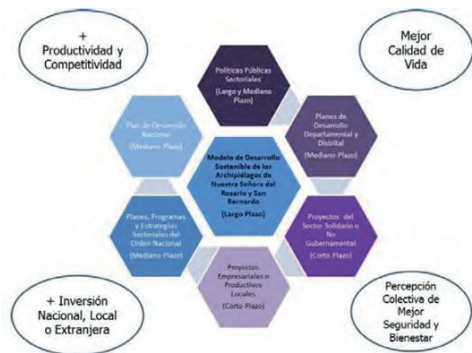 +
Productividad y
Competitividad
Mejor
Calidad de
Vida
Políticas Públicas
Sectoriales
(Largo y Mediano
Plazo)
Plan de Desarrollo
Nacional
(Mediano Plazo)
Planes de
Desarrollo
Departamental y
Distrital
(Mediano Plazo)
Modelo de Desarrollo
Sostenible de los
Archipiélagos de
Nuestra Señora del
Rosario y San
Bernardo
(Largo Plazo)
Planes, Programas
y Estrategias
Sectoriales del
Orden Nacional
(Mediano Plazo)
Proyectos del
Sector Solidario o
No
Gubernamental
(Corto Plazo)
Proyectos
Empresariales o
Productivos
Locales
(Corto Plazo)
+ Inversión
Nacional, Local
o Extranjera
Percepción
Colectiva de
Mejor
Seguridad y
Bienestar